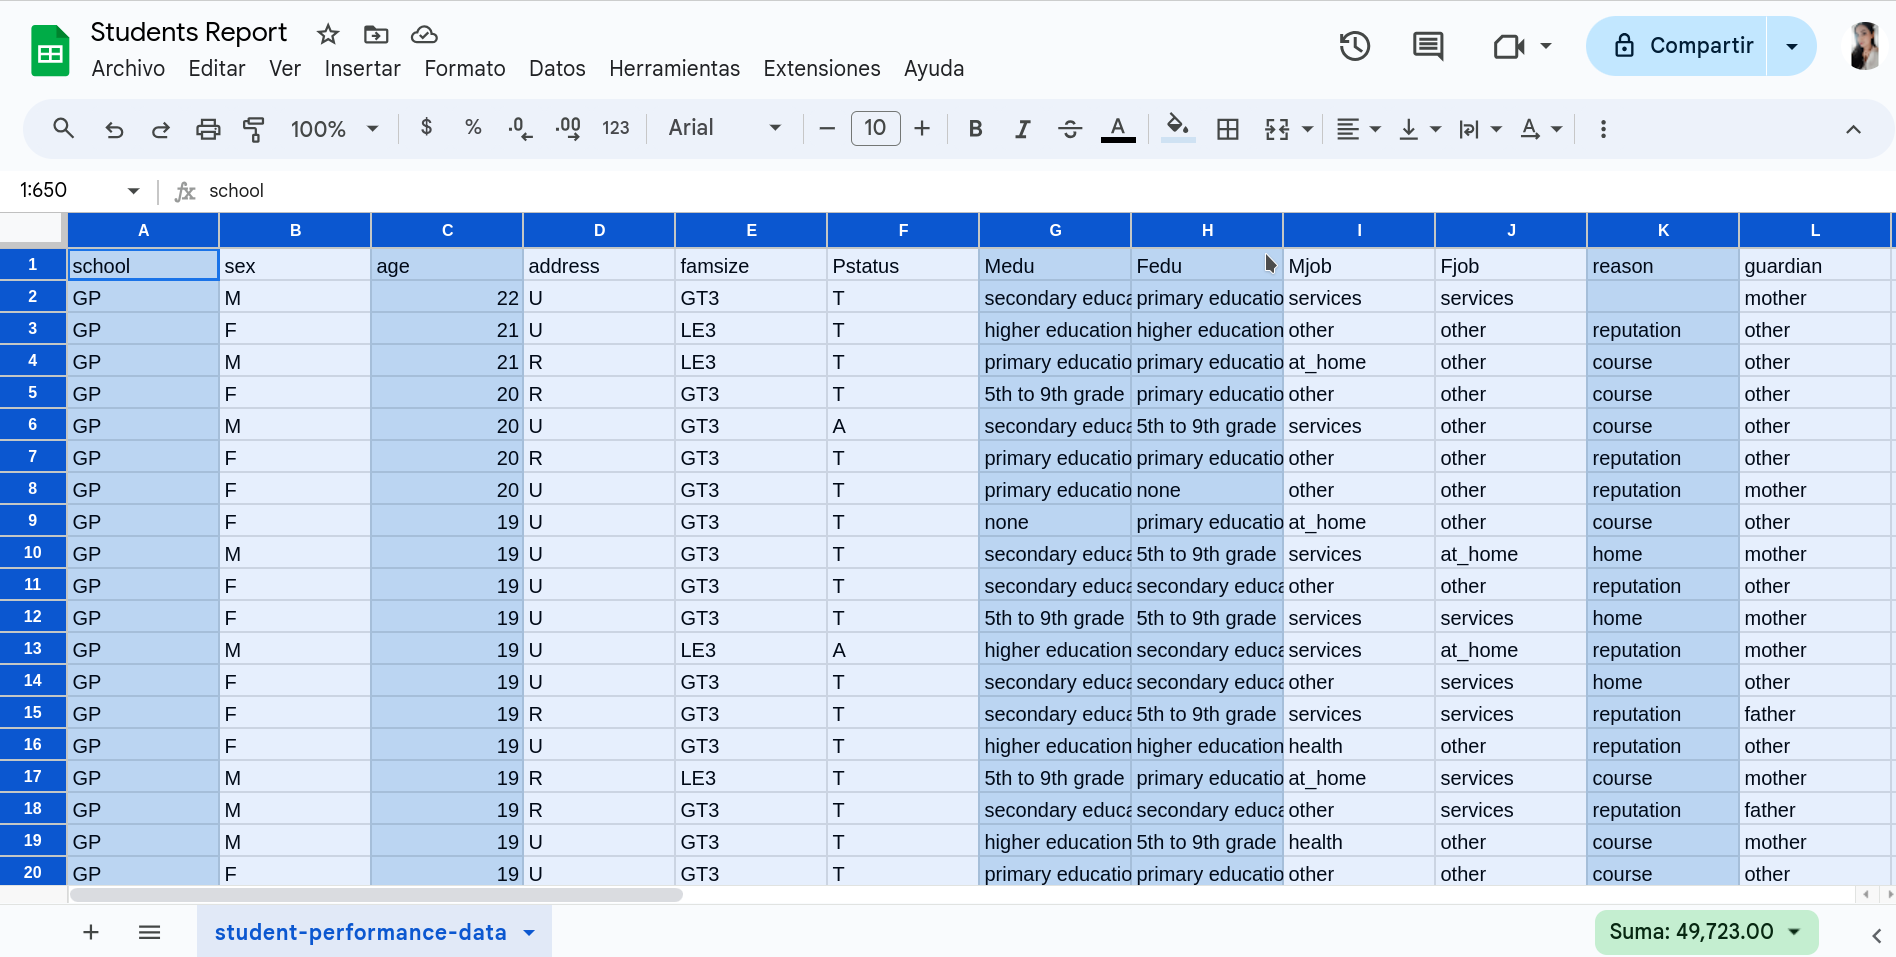 Students Report
Archivo Editar Ver Insertar Formato Datos Herramientas Extensiones Ayuda
Compartir
100% $ % .0 .00 123 Arial 10 B I S A A
1:650 fx school
A B C D E F G H I J K L
1 school sex age address famsize Pstatus Medu Fedu Mjob Fjob reason guardian
2 GP M 22 U GT3 T secondary educa primary educatio services services mother
3 GP F 21 U LE3 T higher education higher education other other reputation other
4 GP M 21 R LE3 T primary educatio primary educatio at_home other course other
5 GP F 20 R GT3 T 5th to 9th grade primary educatio other other course other
6 GP M 20 U GT3 A secondary educa 5th to 9th grade services other course other
7 GP F 20 R GT3 T primary educatio primary educatio other other reputation other
8 GP F 20 U GT3 T primary educatio none other other reputation mother
9 GP F 19 U GT3 T none primary educatio at_home other course other
10 GP M 19 U GT3 T secondary educa 5th to 9th grade services at_home home mother
11 GP F 19 U GT3 T secondary educa secondary educa other other reputation other
12 GP F 19 U GT3 T 5th to 9th grade 5th to 9th grade services services home mother
13 GP M 19 U LE3 A higher education secondary educa services at_home reputation mother
14 GP F 19 U GT3 T secondary educa secondary educa other services home other
15 GP F 19 R GT3 T secondary educa 5th to 9th grade services services reputation father
16 GP F 19 U GT3 T higher education higher education health other reputation other
17 GP M 19 R LE3 T 5th to 9th grade primary educatio at_home services course mother
18 GP M 19 R GT3 T secondary educa secondary educa other services reputation father
19 GP M 19 U GT3 T higher education 5th to 9th grade health other course mother
20 GP F 19 U GT3 T primary educatio primary educatio other other course other
student-performance-data
Suma: 49,723.00